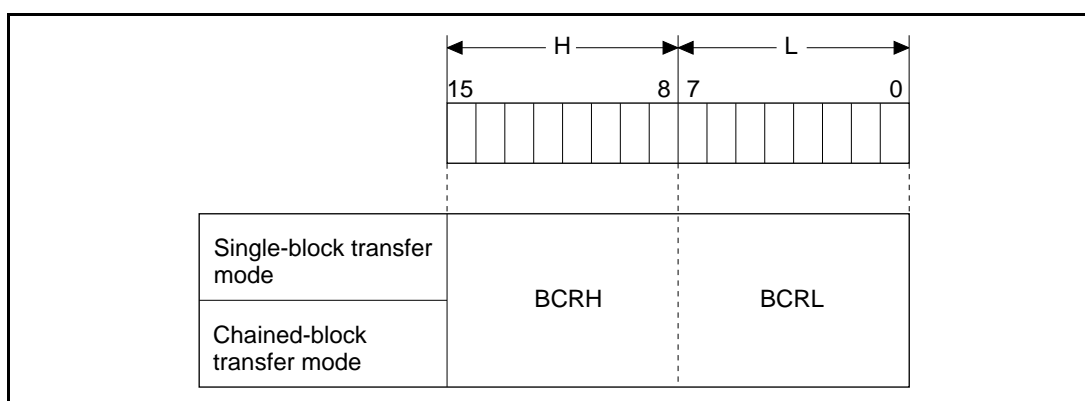 H L
15 8 7 0
Single-block transfer
mode
BCRH BCRL
Chained-block
transfer mode